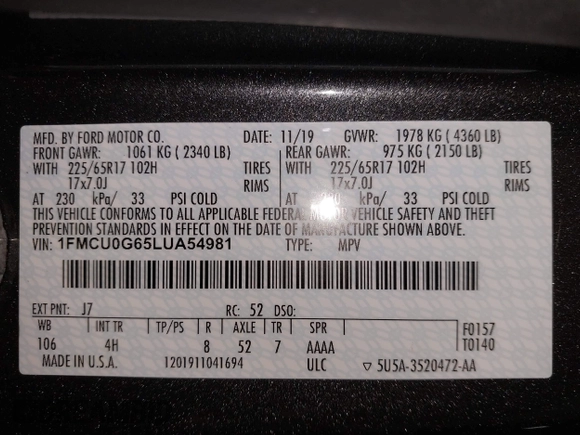 MFD. BY FORD MOTOR CO. DATE: 11/19 GVWR: 1978 KG ( 4360 LB)
FRONT GAWR: 1061 KG ( 2340 LB) REAR GAWR: 975 KG ( 2150 LB)
WITH 225/65R17 102H TIRES WITH 225/65R17 102H TIRES
17x7.0J RIMS 17x7.0J RIMS
AT 230 kPa/ 33 PSI COLD AT 230 kPa/ 33 PSI COLD
THIS VEHICLE CONFORMS TO ALL APPLICABLE FEDERAL MOTOR VEHICLE SAFETY AND THEFT
PREVENTION STANDARDS IN EFFECT ON THE DATE OF MANUFACTURE SHOWN ABOVE.
VIN: 1FMCU0G65LUA54981 TYPE: MPV
EXT PNT: J7 RC: 52 DSO:
WB INT TR TP/PS R AXLE TR SPR F0157
106 4H 8 52 7 AAAA T0140
MADE IN U.S.A. 1201911041694 ULC ▽ 5U5A-3520472-AA